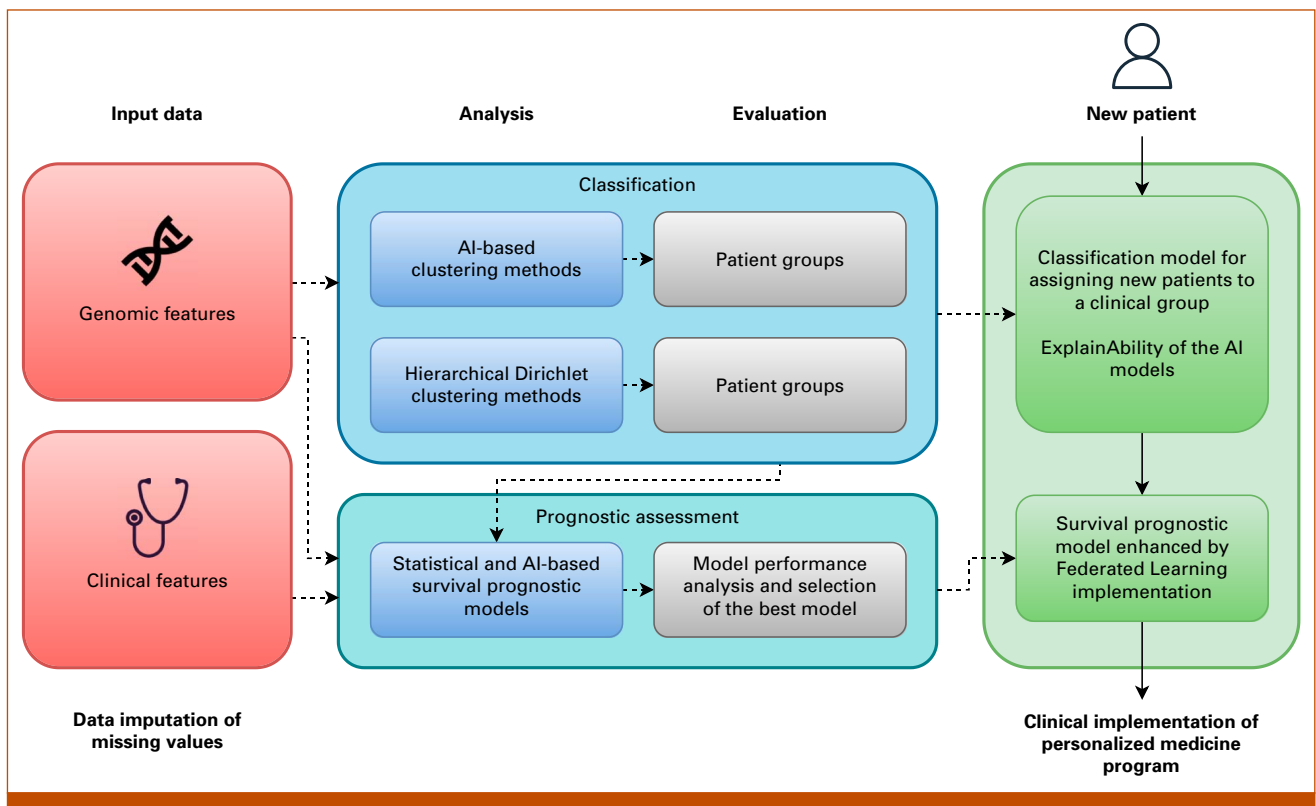 Input data
Analysis
Evaluation
New patient
Genomic features
Clinical features
Data imputation of
missing values
Classification
AI-based
clustering methods
Patient groups
Hierarchical Dirichlet
clustering methods
Patient groups
Prognostic assessment
Statistical and AI-based
survival prognostic
models
Model performance
analysis and selection
of the best model
Classification model for
assigning new patients to
a clinical group
ExplainAbility of the AI
models
Survival prognostic
model enhanced by
Federated Learning
implementation
Clinical implementation of
personalized medicine
program